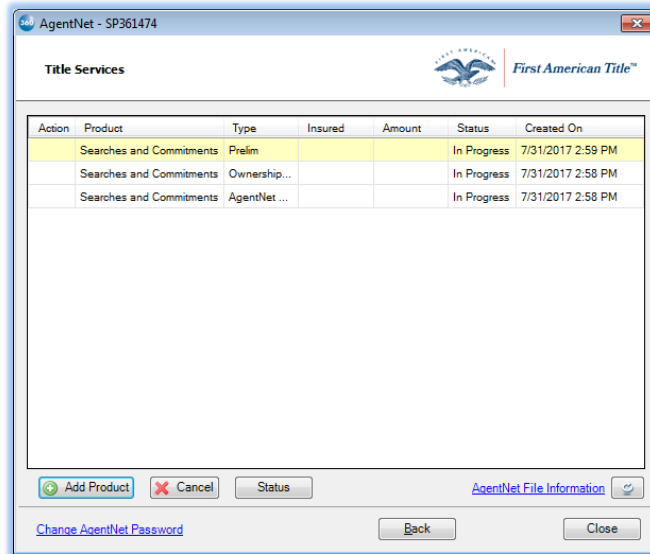 360 AgentNet - SP361474
Title Services
FIRST AMERICAN
First American Title™
Action Product Type Insured Amount Status Created On
Searches and Commitments Prelim In Progress 7/31/2017 2:59 PM
Searches and Commitments Ownership... In Progress 7/31/2017 2:58 PM
Searches and Commitments AgentNet ... In Progress 7/31/2017 2:58 PM
Add Product Cancel Status AgentNet File Information
Change AgentNet Password Back Close